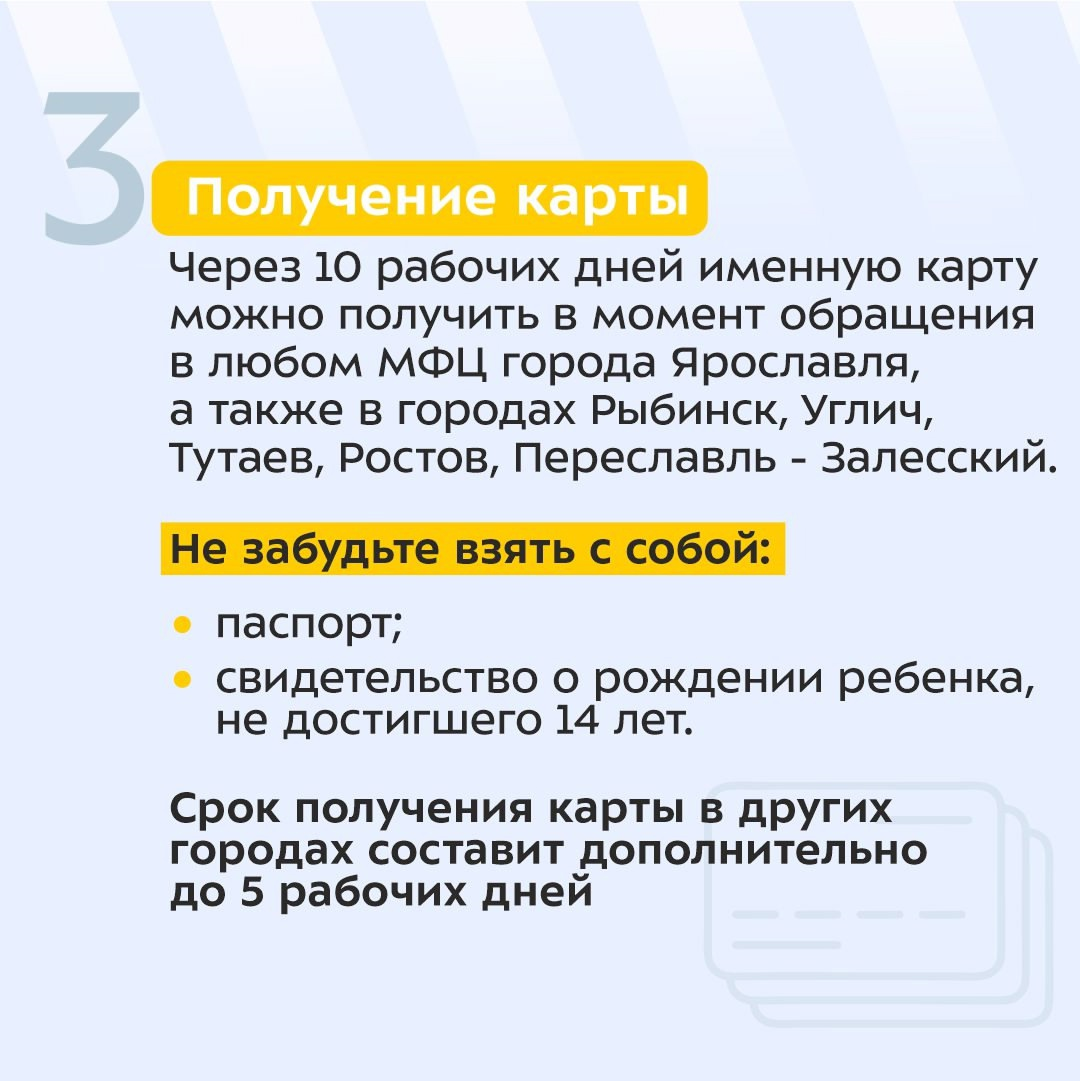 3
Получение карты
Через 10 рабочих дней именную карту
можно получить в момент обращения
в любом МФЦ города Ярославля,
а также в городах Рыбинск, Углич,
Тутаев, Ростов, Переславль - Залесский.
Не забудьте взять с собой:
• паспорт;
• свидетельство о рождении ребенка,
не достигшего 14 лет.
Срок получения карты в других
городах составит дополнительно
до 5 рабочих дней